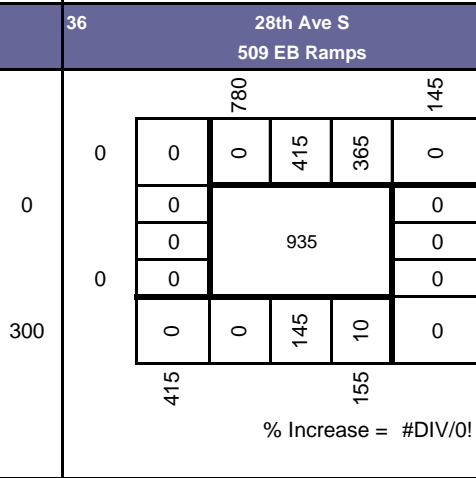 36 28th Ave S
509 EB Ramps
780 145
0 0 0 415 365 0
0 0 0
0 935 0
0 0 0
300 0 0 145 10 0
415 155
% Increase = #DIV/0!